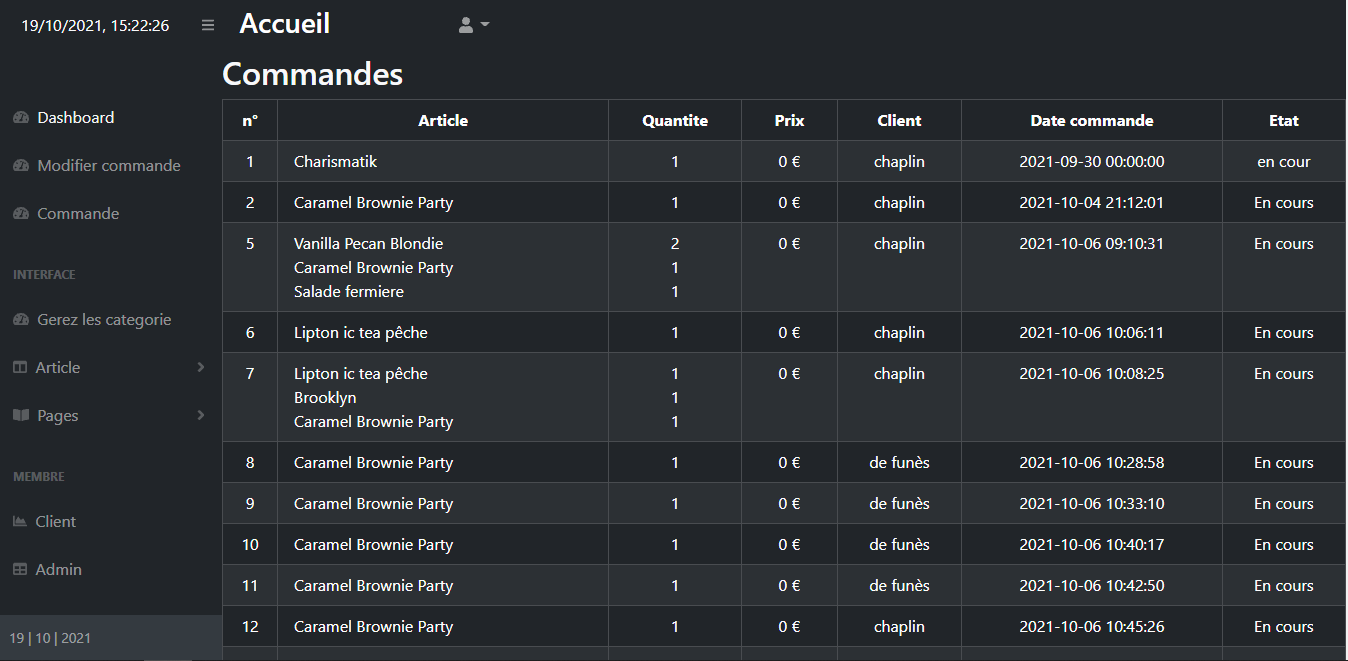 19/10/2021, 15:22:26
Accueil
Dashboard
Modifier commande
Commande
INTERFACE
Gerez les categorie
Article
Pages
MEMBRE
Client
Admin
19 | 10 | 2021
Commandes
n° Article Quantite Prix Client Date commande Etat
1 Charismatik 1 0 € chaplin 2021-09-30 00:00:00 en cour
2 Caramel Brownie Party 1 0 € chaplin 2021-10-04 21:12:01 En cours
5 Vanilla Pecan Blondie 2 0 € chaplin 2021-10-06 09:10:31 En cours
Caramel Brownie Party 1
Salade fermiere 1
6 Lipton ic tea pêche 1 0 € chaplin 2021-10-06 10:06:11 En cours
7 Lipton ic tea pêche 1 0 € chaplin 2021-10-06 10:08:25 En cours
Brooklyn 1
Caramel Brownie Party 1
8 Caramel Brownie Party 1 0 € de funès 2021-10-06 10:28:58 En cours
9 Caramel Brownie Party 1 0 € de funès 2021-10-06 10:33:10 En cours
10 Caramel Brownie Party 1 0 € de funès 2021-10-06 10:40:17 En cours
11 Caramel Brownie Party 1 0 € de funès 2021-10-06 10:42:50 En cours
12 Caramel Brownie Party 1 0 € chaplin 2021-10-06 10:45:26 En cours